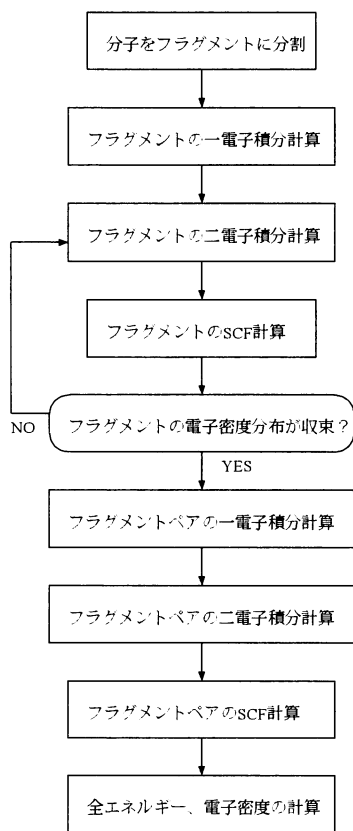 分子をフラグメントに分割
フラグメントの一電子積分計算
フラグメントの二電子積分計算
フラグメントのSCF計算
フラグメントの電子密度分布が収束？
NO
YES
フラグメントペアの一電子積分計算
フラグメントペアの二電子積分計算
フラグメントペアのSCF計算
全エネルギー、電子密度の計算